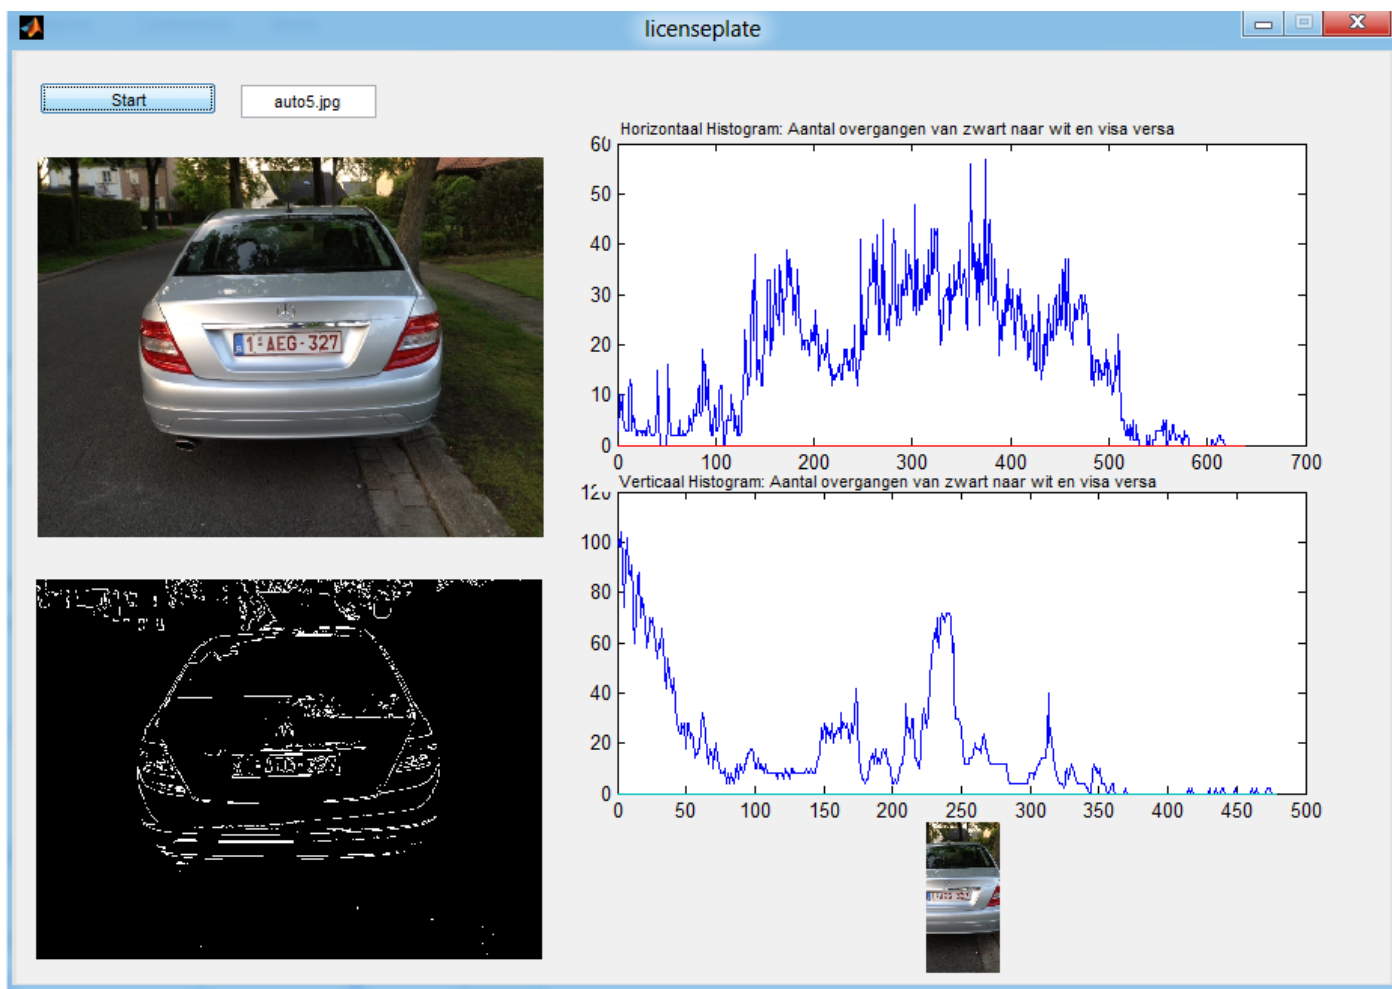 licenseplate
Start
auto5.jpg
1-AEG-327
Horizontaal Histogram: Aantal overgangen van zwart naar wit en visa versa
60
50
40
30
20
10
0
0 100 200 300 400 500 600 700
Verticaal Histogram: Aantal overgangen van zwart naar wit en visa versa
120
100
80
60
40
20
0
0 50 100 150 200 250 300 350 400 450 500